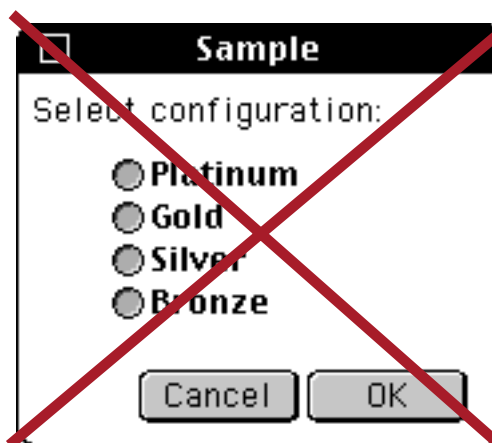 Sample
Select configuration:
Platinum
Gold
Silver
Bronze
Cancel OK